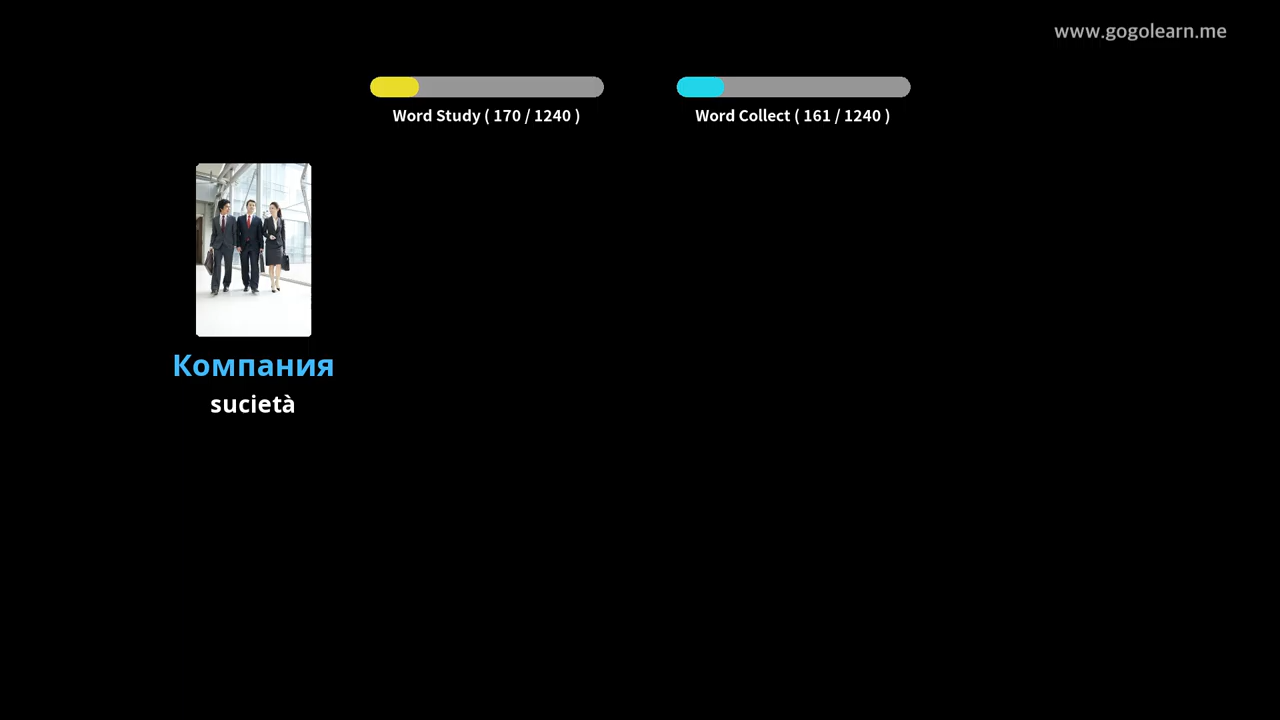 www.gogolearn.me
Word Study ( 170 / 1240 )
Word Collect ( 161 / 1240 )
Компания
sucietà